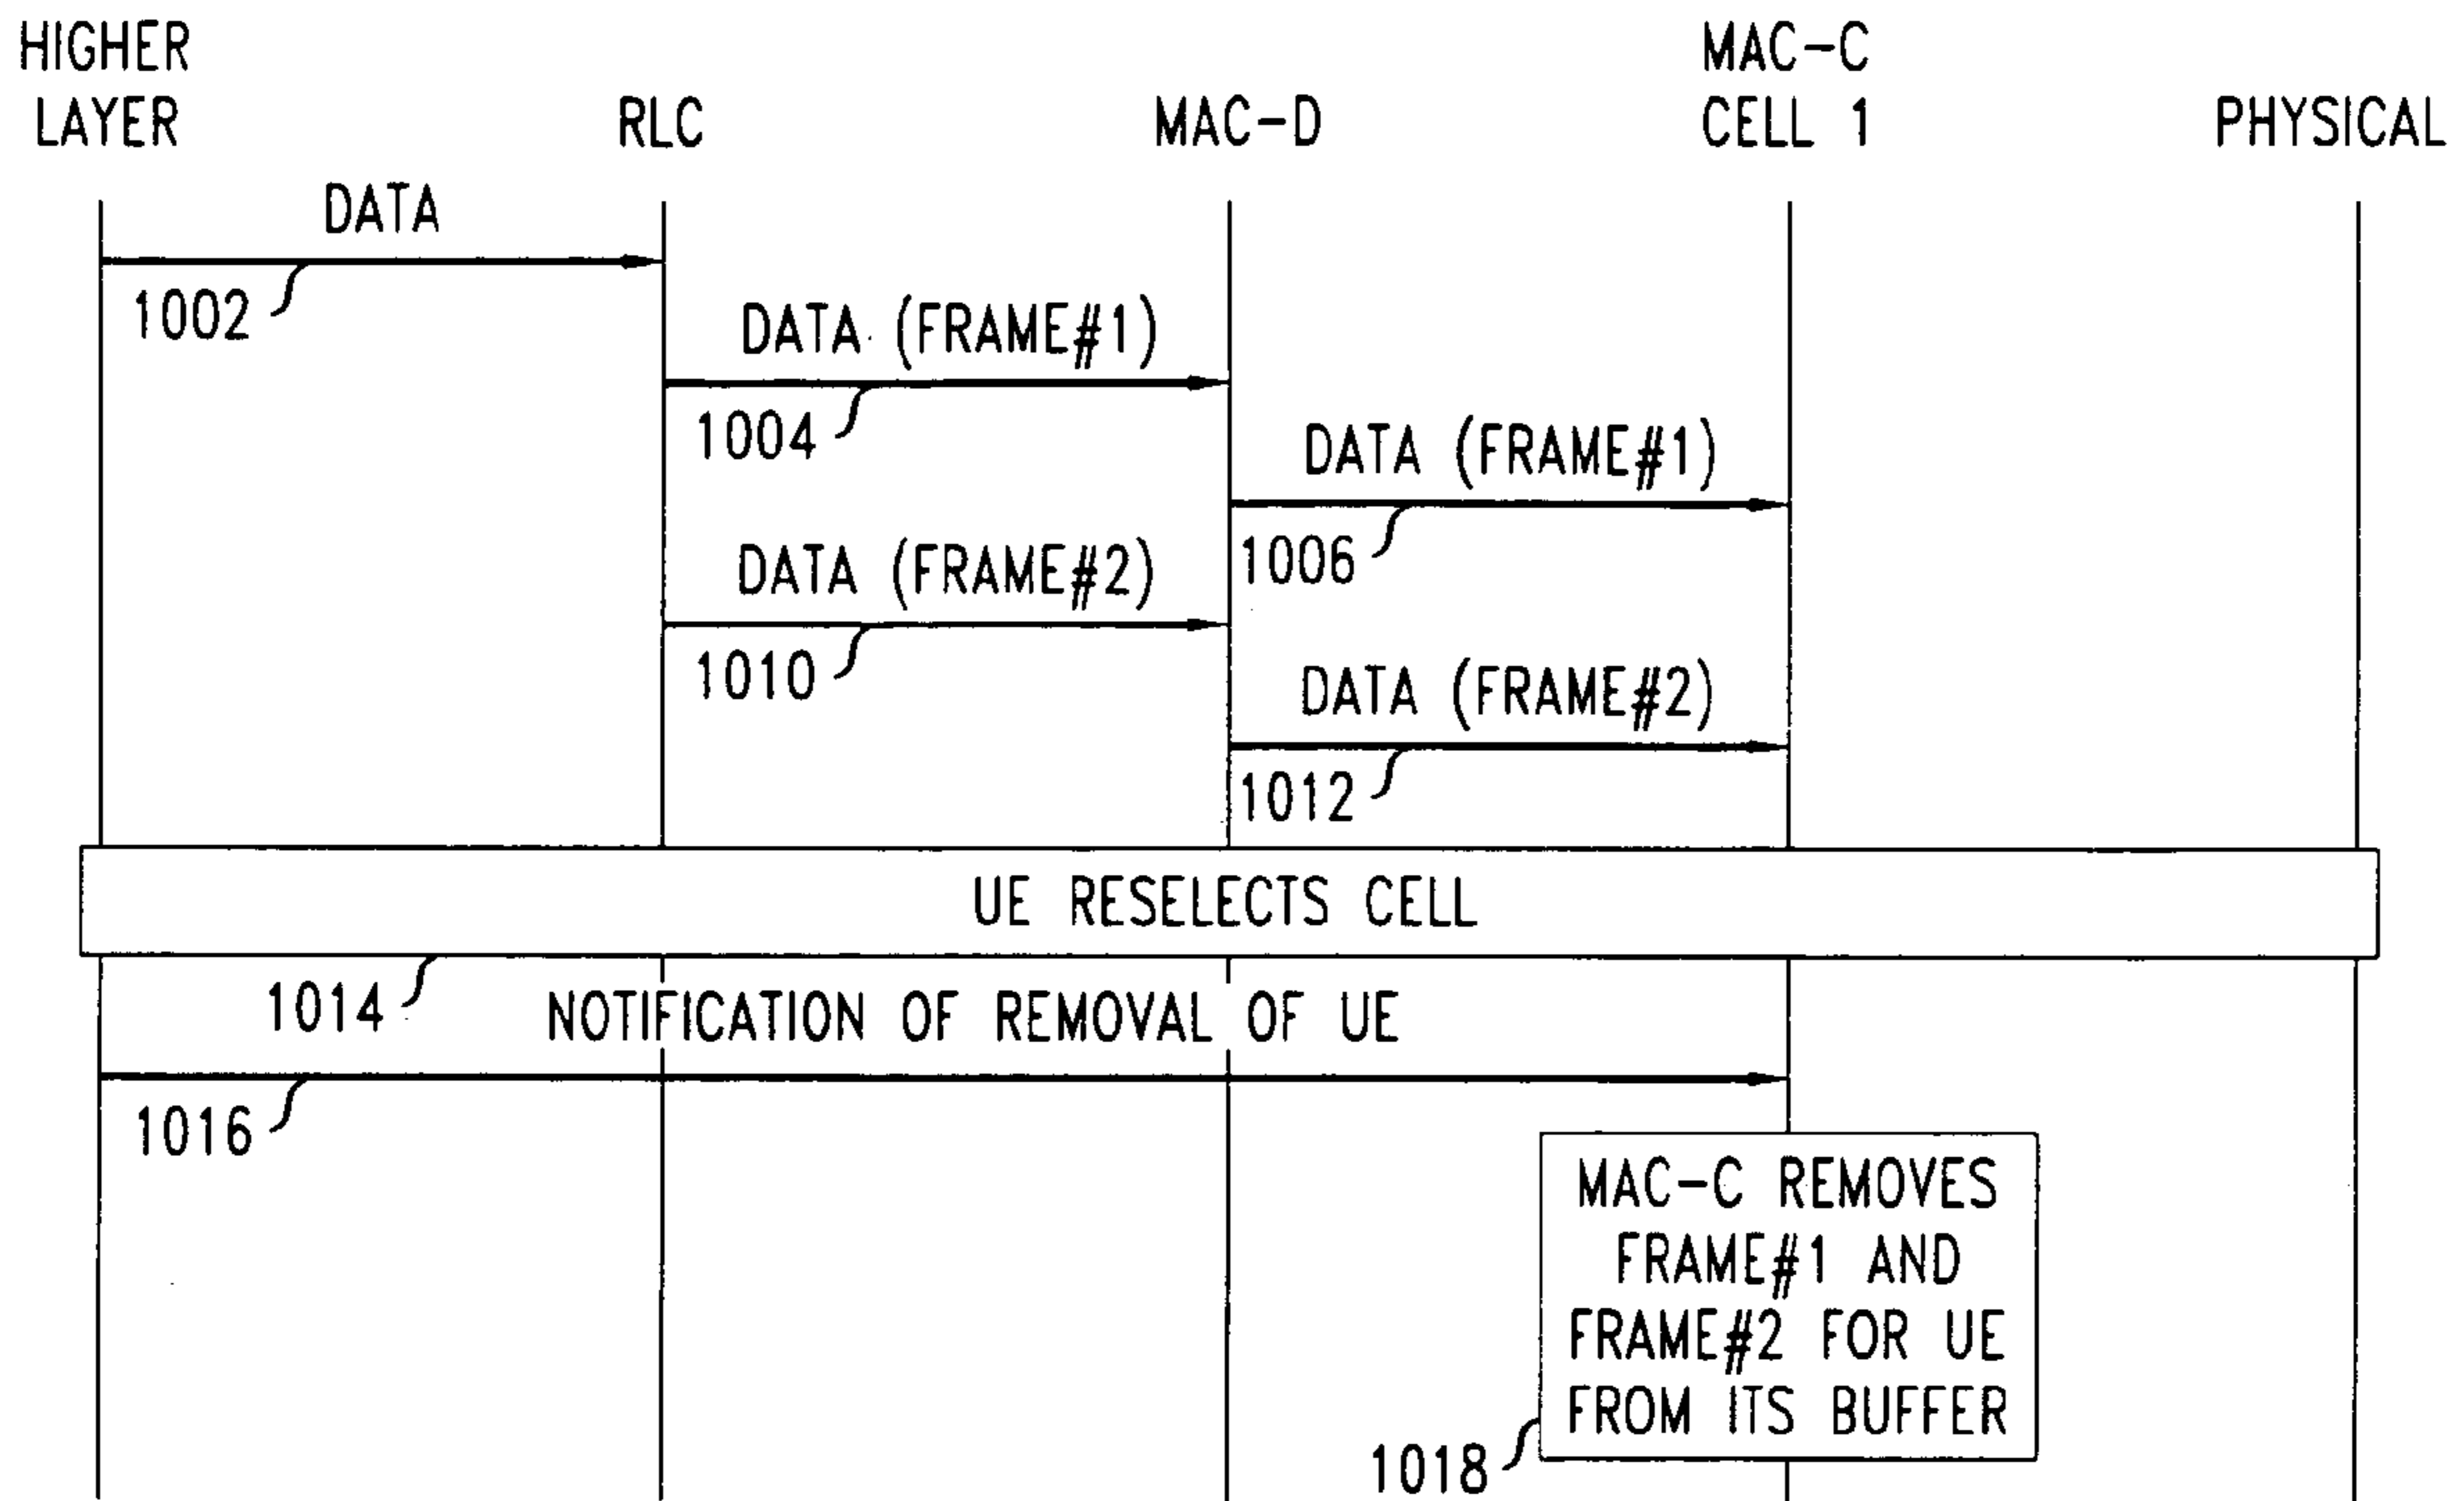 HIGHER
LAYER
RLC
MAC-D
MAC-C
CELL 1
PHYSICAL
DATA
1002
DATA (FRAME#1)
1004
DATA (FRAME#1)
1006
DATA (FRAME#2)
1010
DATA (FRAME#2)
1012
UE RESELECTS CELL
1014
NOTIFICATION OF REMOVAL OF UE
1016
MAC-C REMOVES
FRAME#1 AND
FRAME#2 FOR UE
FROM ITS BUFFER
1018